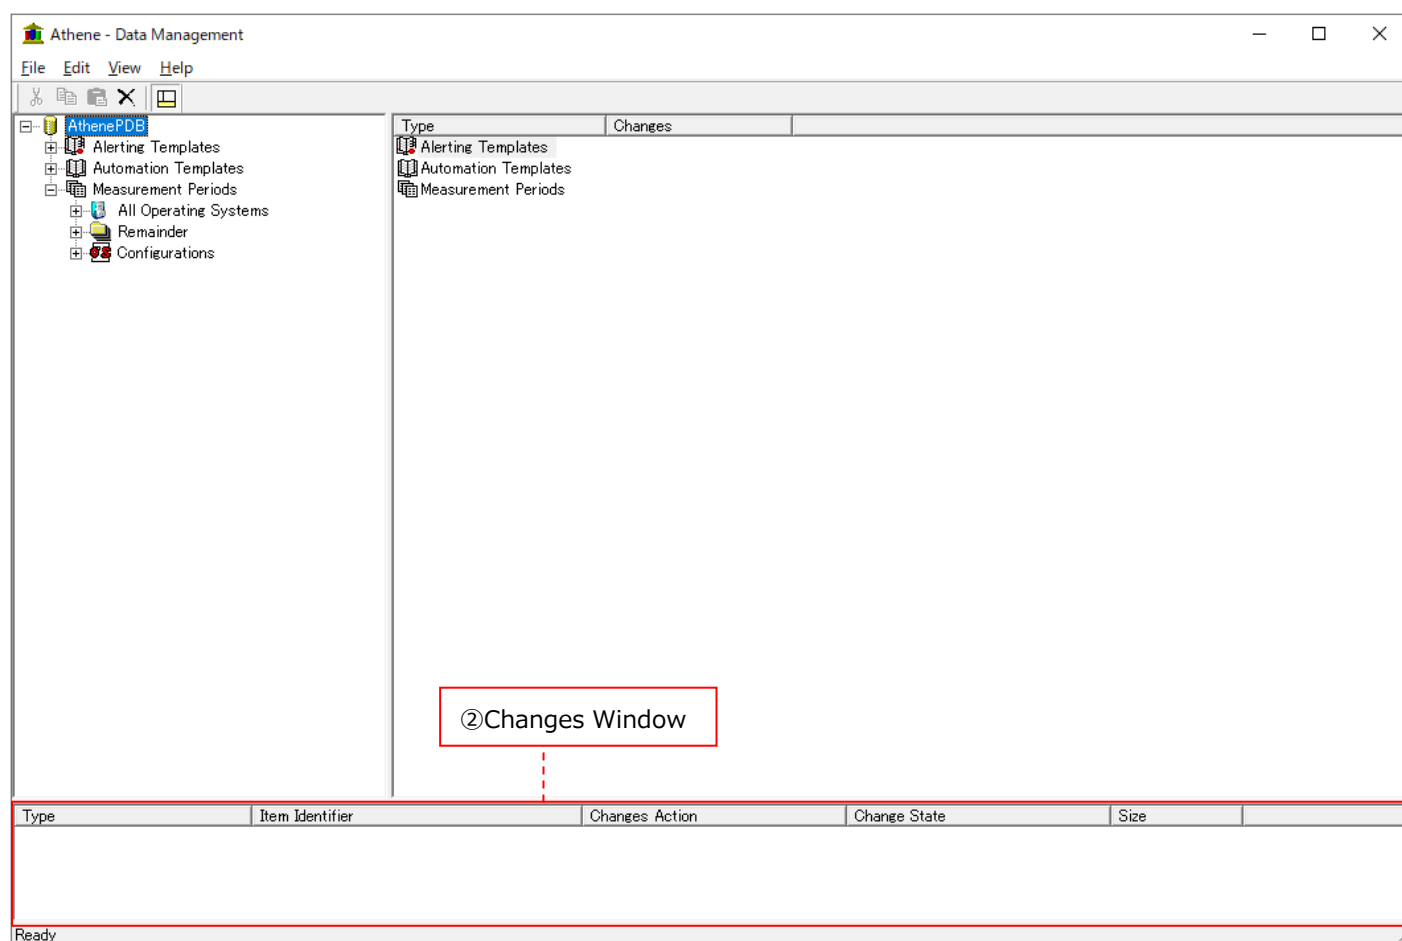 Athene - Data Management
File Edit View Help
AthenePDB
Alerting Templates
Automation Templates
Measurement Periods
All Operating Systems
Remainder
Configurations
Type Changes
Alerting Templates
Automation Templates
Measurement Periods
②Changes Window
Type Item Identifier Changes Action Change State Size
Ready